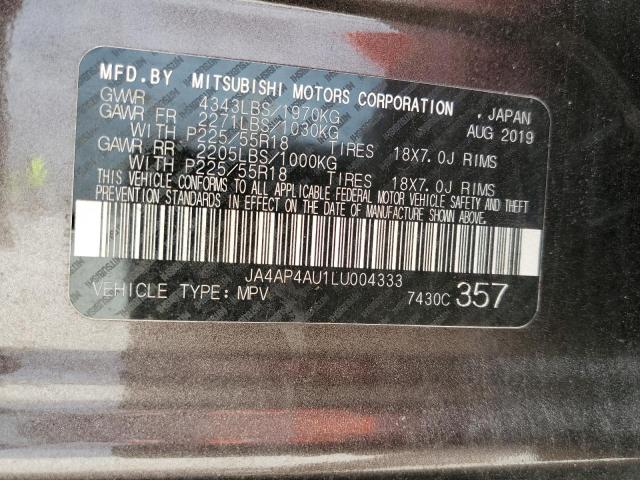 MFD.BY MITSUBISHI MOTORS CORPORATION , JAPAN
GVWR 4343LBS/1970KG AUG 2019
GAWR FR 2271LBS/1030KG
WITH P225/55R18 TIRES 18X7.0J RIMS
GAWR RR 2205LBS/1000KG
WITH P225/55R18 TIRES 18X7.0J RIMS
THIS VEHICLE CONFORMS TO ALL APPLICABLE FEDERAL MOTOR VEHICLE SAFETY AND THEFT
PREVENTION STANDARDS IN EFFECT ON THE DATE OF MANUFACTURE SHOWN ABOVE.
JA4AP4AU1LU004333
VEHICLE TYPE: MPV 7430C 357